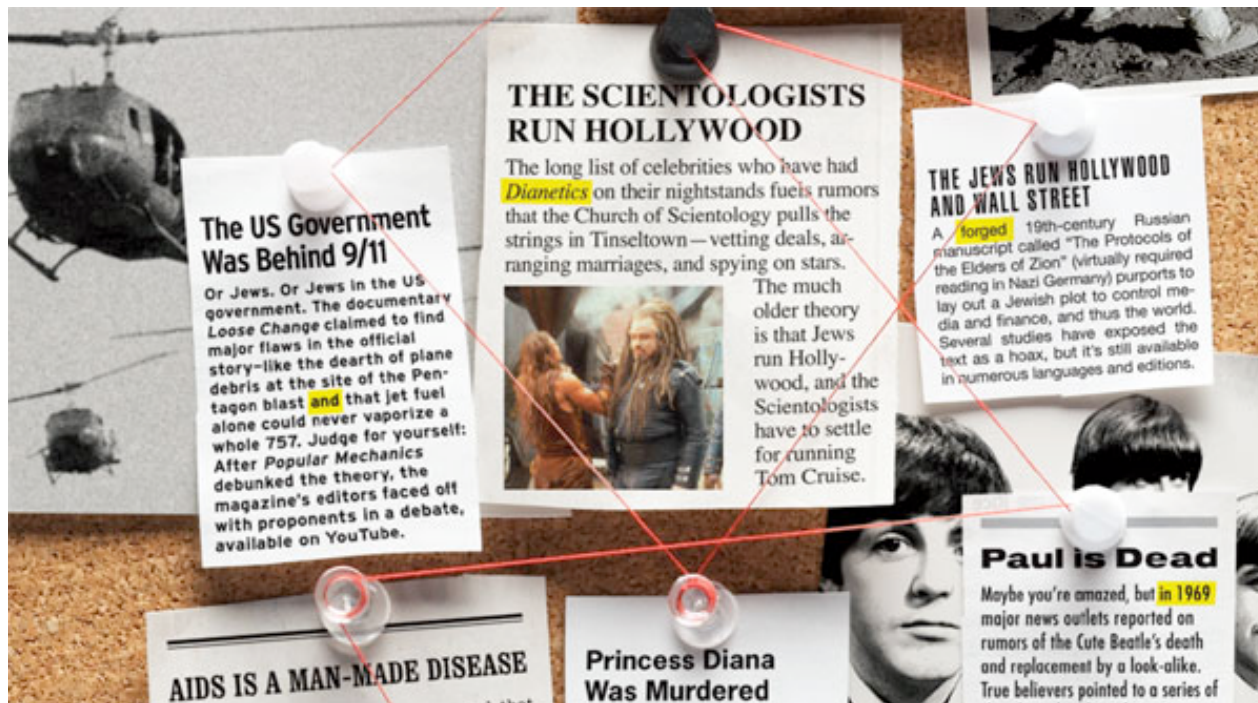 The US Government
Was Behind 9/11
Or Jews. Or Jews in the US
government. The documentary
Loose Change claimed to find
major flaws in the official
story—like the dearth of plane
debris at the site of the Pen-
tagon blast and that jet fuel
alone could never vaporize a
whole 757. Judge for yourself:
After Popular Mechanics
debunked the theory, the
magazine's editors faced off
with proponents in a debate,
available on YouTube.
THE SCIENTOLOGISTS
RUN HOLLYWOOD
The long list of celebrities who have had
Dianetics on their nightstands fuels rumors
that the Church of Scientology pulls the
strings in Tinseltown—vetting deals, ar-
ranging marriages, and spying on stars.
The much
older theory
is that Jews
run Holly-
wood, and the
Scientologists
have to settle
for running
Tom Cruise.
THE JEWS RUN HOLLYWOOD
AND WALL STREET
A forged 19th-century Russian
manuscript called "The Protocols of
the Elders of Zion" (virtually required
reading in Nazi Germany) purports to
lay out a Jewish plot to control me-
dia and finance, and thus the world.
Several studies have exposed the
text as a hoax, but it's still available
in numerous languages and editions.
AIDS IS A MAN-MADE DISEASE
that
Princess Diana
Was Murdered
Paul is Dead
Maybe you're amazed, but in 1969
major news outlets reported on
rumors of the Cute Beatle's death
and replacement by a look-alike.
True believers pointed to a series of